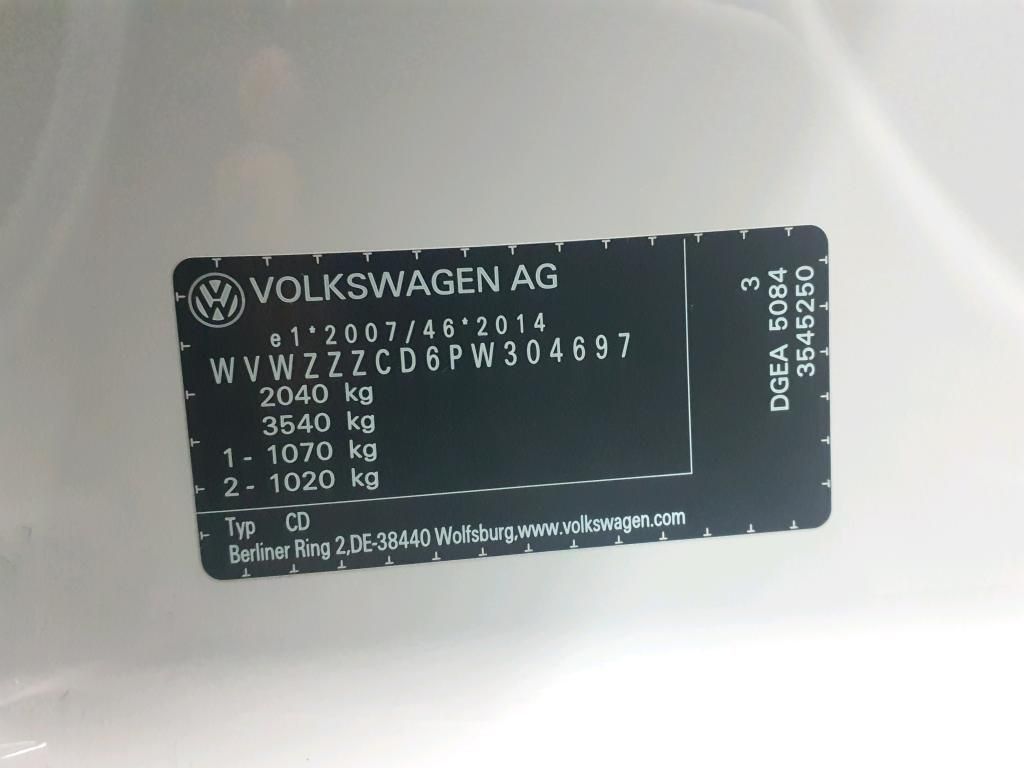 VOLKSWAGEN AG
e1*2007/46*2014
WVWZZZCD6PW304697
2040 kg
3540 kg
1 - 1070 kg
2 - 1020 kg
Typ CD
Berliner Ring 2,DE-38440 Wolfsburg,www.volkswagen.com
3
DGEA 5084
3545250